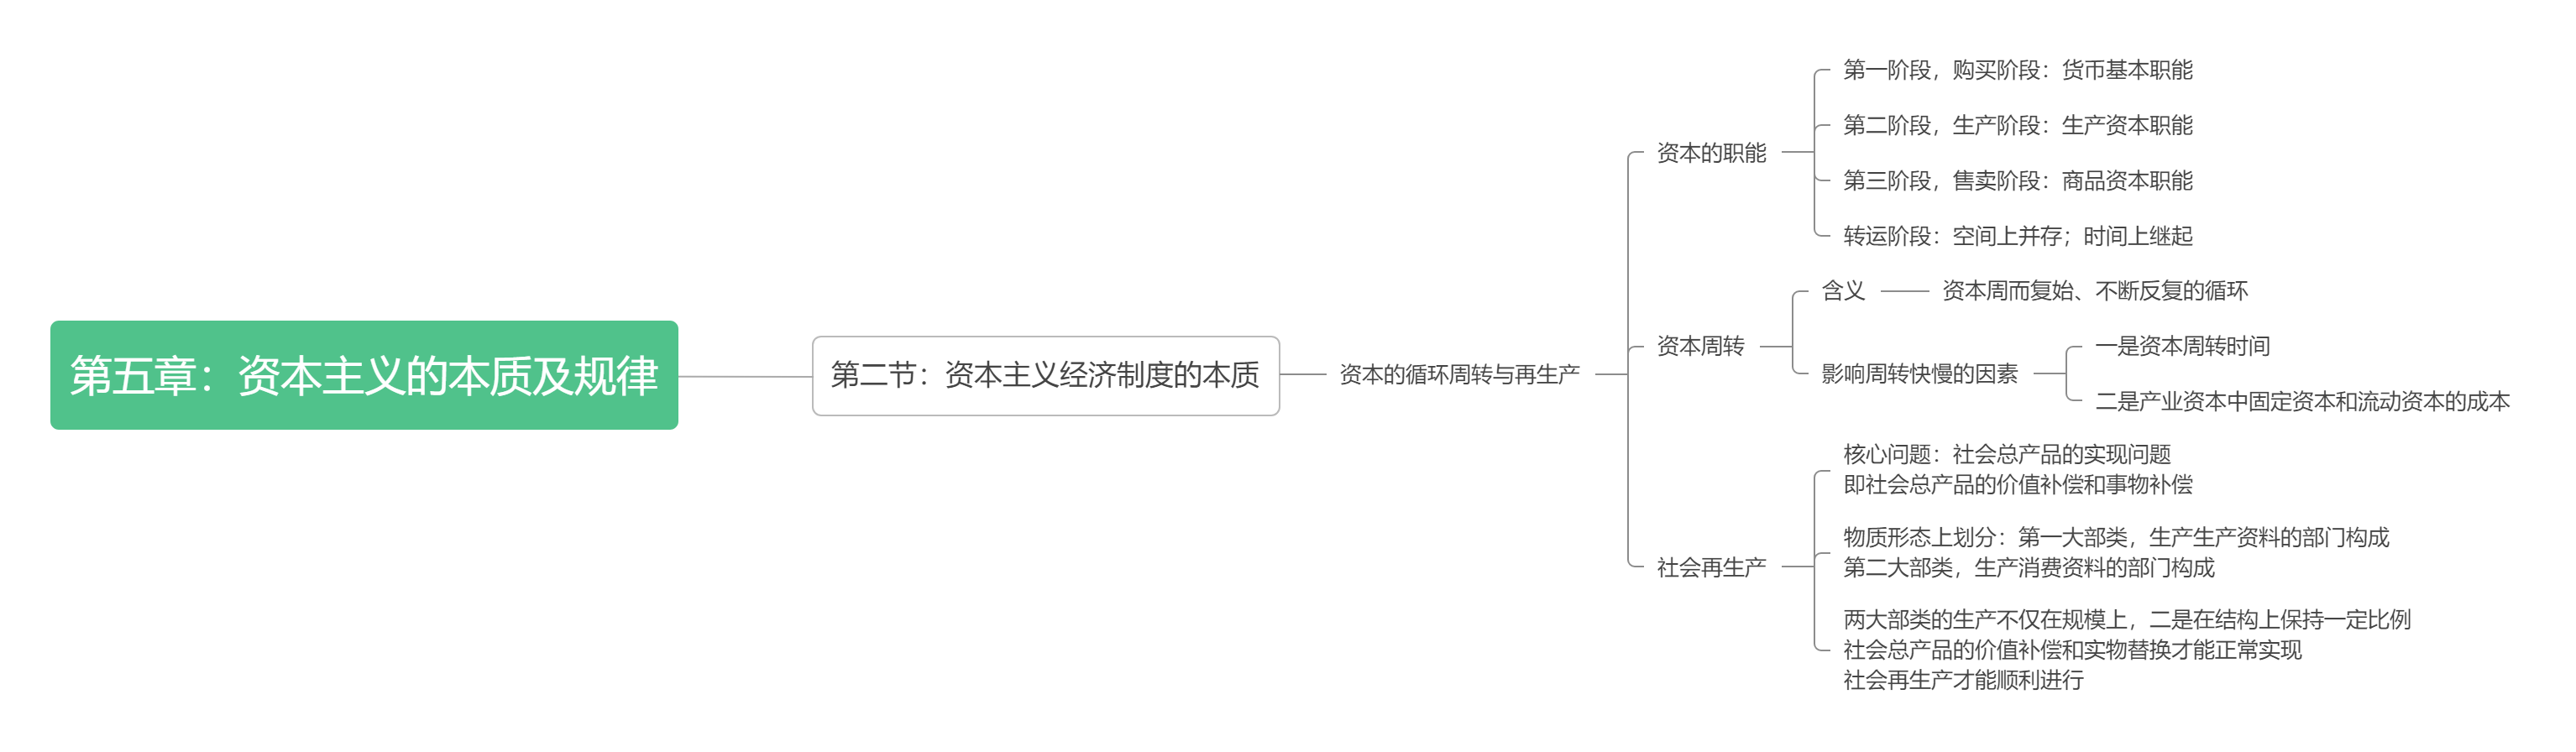 第五章：资本主义的本质及规律
第二节：资本主义经济制度的本质
资本的循环周转与再生产
资本的职能
第一阶段，购买阶段：货币基本职能
第二阶段，生产阶段：生产资本职能
第三阶段，售卖阶段：商品资本职能
转运阶段：空间上并存；时间上继起
资本周转
含义
资本周而复始、不断反复的循环
影响周转快慢的因素
一是资本周转时间
二是产业资本中固定资本和流动资本的成本
社会再生产
核心问题：社会总产品的实现问题
即社会总产品的价值补偿和事物补偿
物质形态上划分：第一大部类，生产生产资料的部门构成
第二大部类，生产消费资料的部门构成
两大部类的生产不仅在规模上，二是在结构上保持一定比例
社会总产品的价值补偿和实物替换才能正常实现
社会再生产才能顺利进行